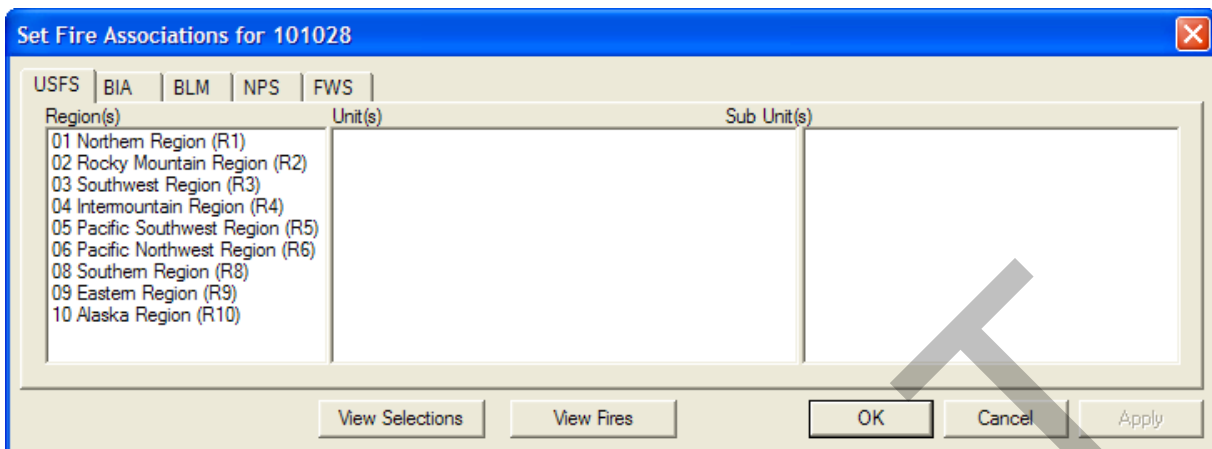 Set Fire Associations for 101028
USFS BIA BLM NPS FWS
Region(s) Unit(s) Sub Unit(s)
01 Northern Region (R1)
02 Rocky Mountain Region (R2)
03 Southwest Region (R3)
04 Intermountain Region (R4)
05 Pacific Southwest Region (R5)
06 Pacific Northwest Region (R6)
08 Southern Region (R8)
09 Eastern Region (R9)
10 Alaska Region (R10)
View Selections View Fires OK Cancel Apply